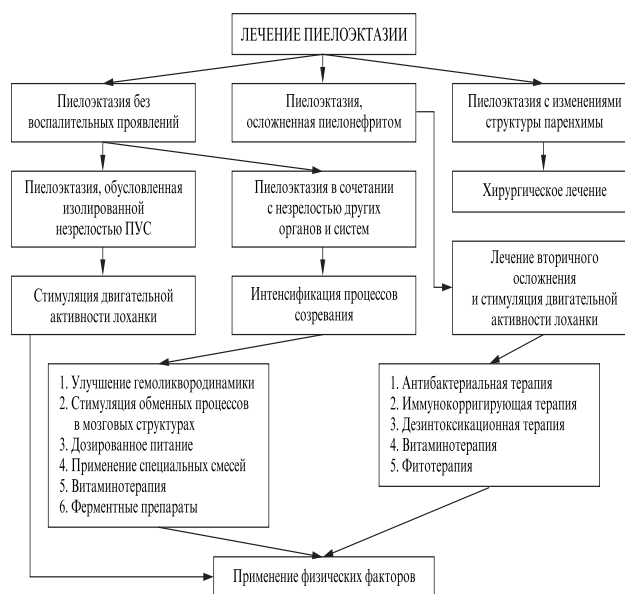 ЛЕЧЕНИЕ ПИЕЛОЭКТАЗИИ
Пиелоэктазия без
воспалительных проявлений
Пиелоэктазия,
осложненная пиелонефритом
Пиелоэктазия с изменениями
структуры паренхимы
Пиелоэктазия, обусловленная
изолированной
незрелостью ПУС
Пиелоэктазия в сочетании
с незрелостью других
органов и систем
Хирургическое лечение
Стимуляция двигательной
активности лоханки
Интенсификация процессов
созревания
Лечение вторичного
осложнения
и стимуляция двигательной
активности лоханки
1. Улучшение гемоликвородинамики
2. Стимуляция обменных процессов
в мозговых структурах
3. Дозированное питание
4. Применение специальных смесей
5. Витаминотерапия
6. Ферментные препараты
1. Антибактериальная терапия
2. Иммунокорригирующая терапия
3. Дезинтоксикационная терапия
4. Витаминотерапия
5. Фитотерапия
Применение физических факторов